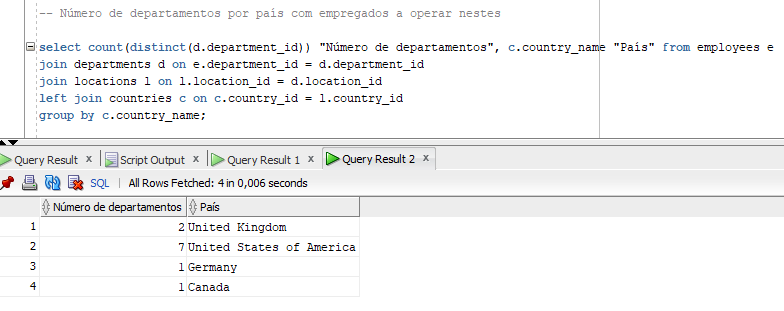 -- Número de departamentos por país com empregados a operar nestes
select count(distinct(d.department_id)) "Número de departamentos", c.country_name "País" from employees e
join departments d on e.department_id = d.department_id
join locations l on l.location_id = d.location_id
left join countries c on c.country_id = l.country_id
group by c.country_name;
Query Result x Script Output x Query Result 1 x Query Result 2 x
SQL | All Rows Fetched: 4 in 0,006 seconds
Número de departamentos País
1 2 United Kingdom
2 7 United States of America
3 1 Germany
4 1 Canada